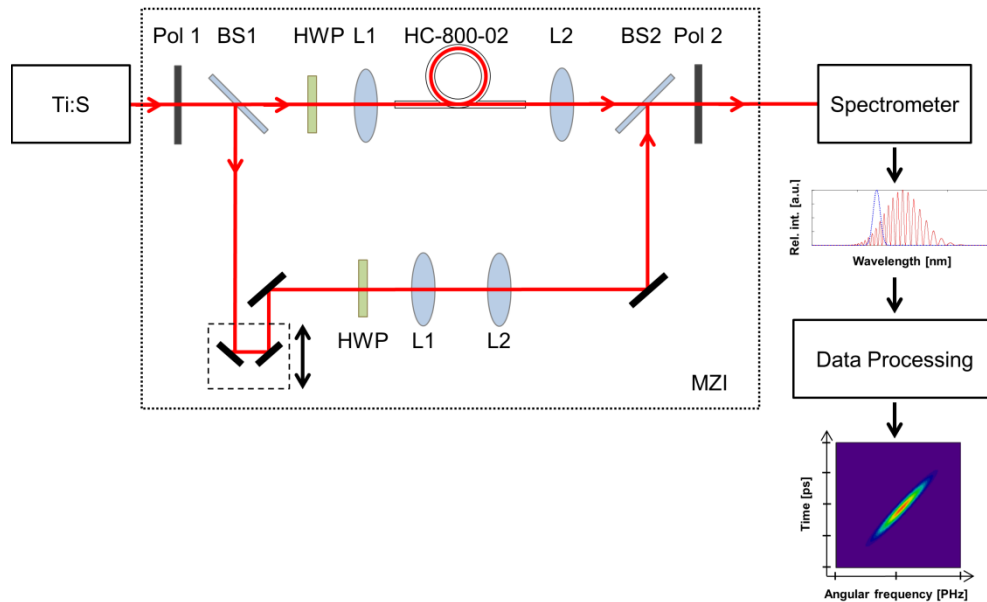 Pol 1 BS1 HWP L1 HC-800-02 L2 BS2 Pol 2
Ti:S
Spectrometer
Rel. int. [a.u.]
Wavelength [nm]
HWP L1 L2
MZI
Data Processing
Time [ps]
Angular frequency [PHz]